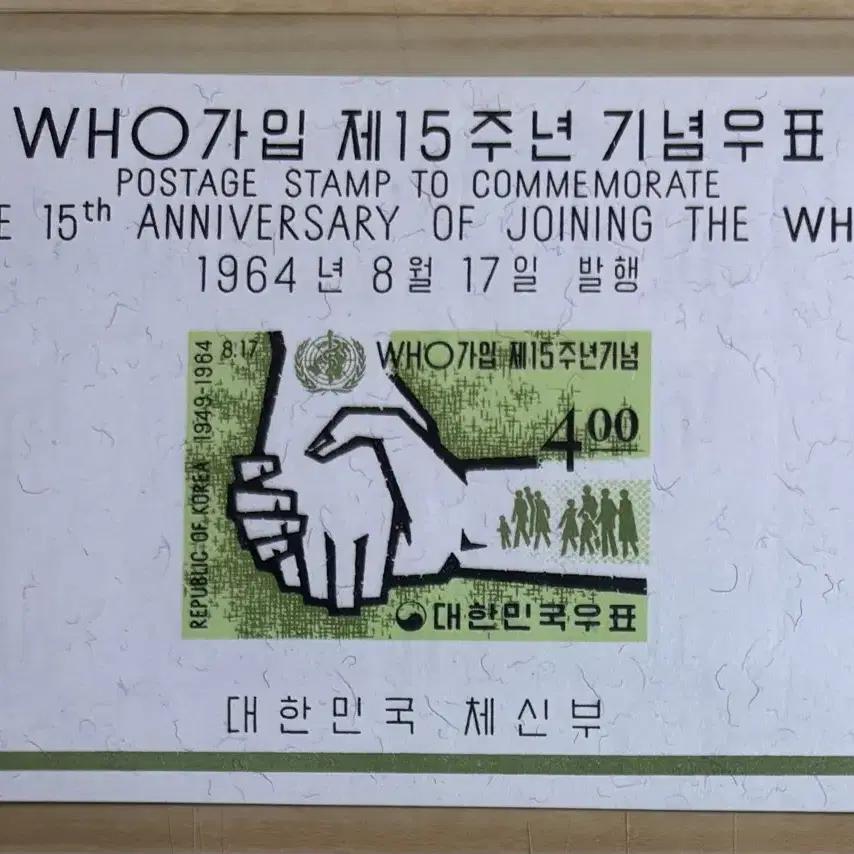 WHO가입 제15주년 기념우표
POSTAGE STAMP TO COMMEMORATE
E 15th ANNIVERSARY OF JOINING THE WH
1964년 8월 17일 발행
8.17 WHO가입 제15주년기념
REPUBLIC OF KOREA 1949-1964
4.00
대한민국우표
대한민국 체신부